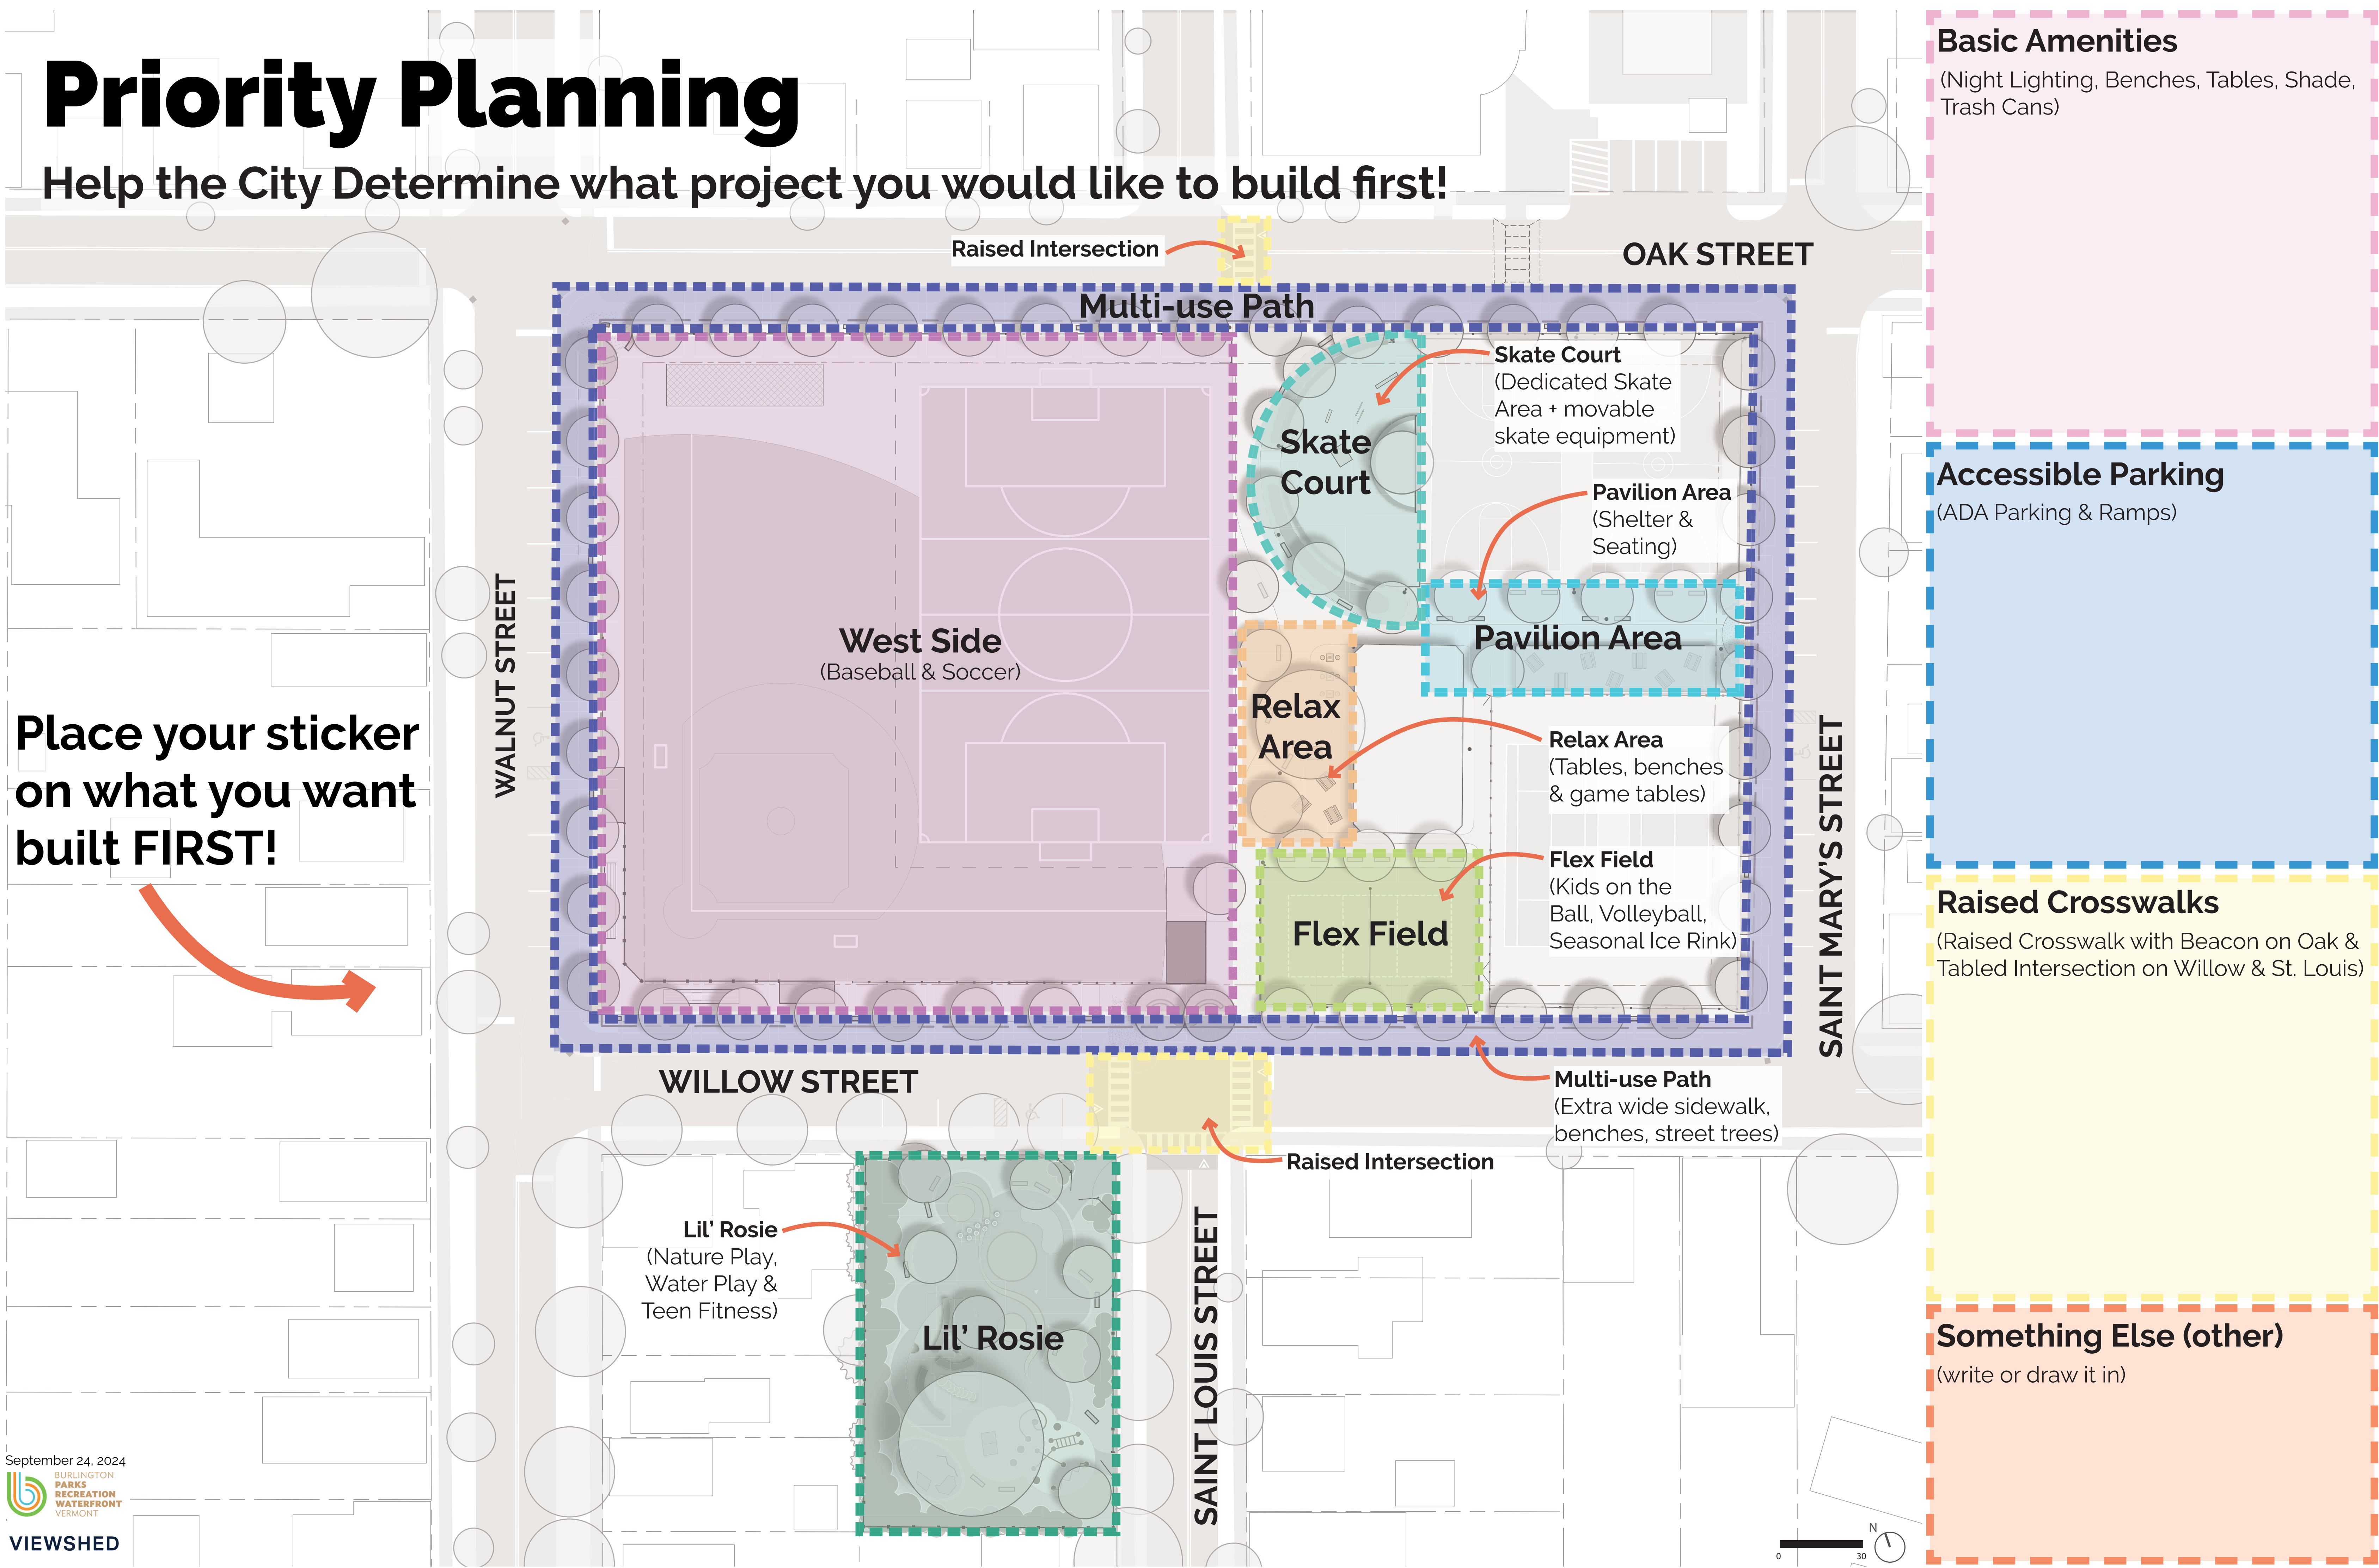 Priority Planning
Help the City Determine what project you would like to build first!
Raised Intersection
OAK STREET
Multi-use Path
Skate Court
(Dedicated Skate
Area + movable
skate equipment)
Skate
Court
Pavilion Area
(Shelter &
Seating)
Pavilion Area
West Side
(Baseball & Soccer)
WALNUT STREET
Relax
Area
Relax Area
(Tables, benches
& game tables)
SAINT MARY'S STREET
Place your sticker
on what you want
built FIRST!
Flex Field
(Kids on the
Ball, Volleyball,
Seasonal Ice Rink)
Flex Field
WILLOW STREET
Multi-use Path
(Extra wide sidewalk,
benches, street trees)
Raised Intersection
Lil' Rosie
(Nature Play,
Water Play &
Teen Fitness)
Lil' Rosie
SAINT LOUIS STREET
September 24, 2024
BURLINGTON
PARKS
RECREATION
WATERFRONT
VERMONT
VIEWSHED
N
0 30
Basic Amenities
(Night Lighting, Benches, Tables, Shade,
Trash Cans)
Accessible Parking
(ADA Parking & Ramps)
Raised Crosswalks
(Raised Crosswalk with Beacon on Oak &
Tabled Intersection on Willow & St. Louis)
Something Else (other)
(write or draw it in)